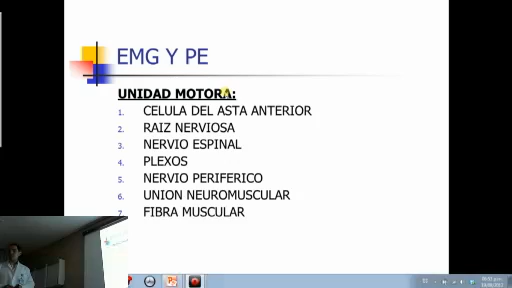 EMG Y PE
UNIDAD MOTORA:
1. CELULA DEL ASTA ANTERIOR
2. RAIZ NERVIOSA
3. NERVIO ESPINAL
4. PLEXOS
5. NERVIO PERIFERICO
6. UNION NEUROMUSCULAR
7. FIBRA MUSCULAR